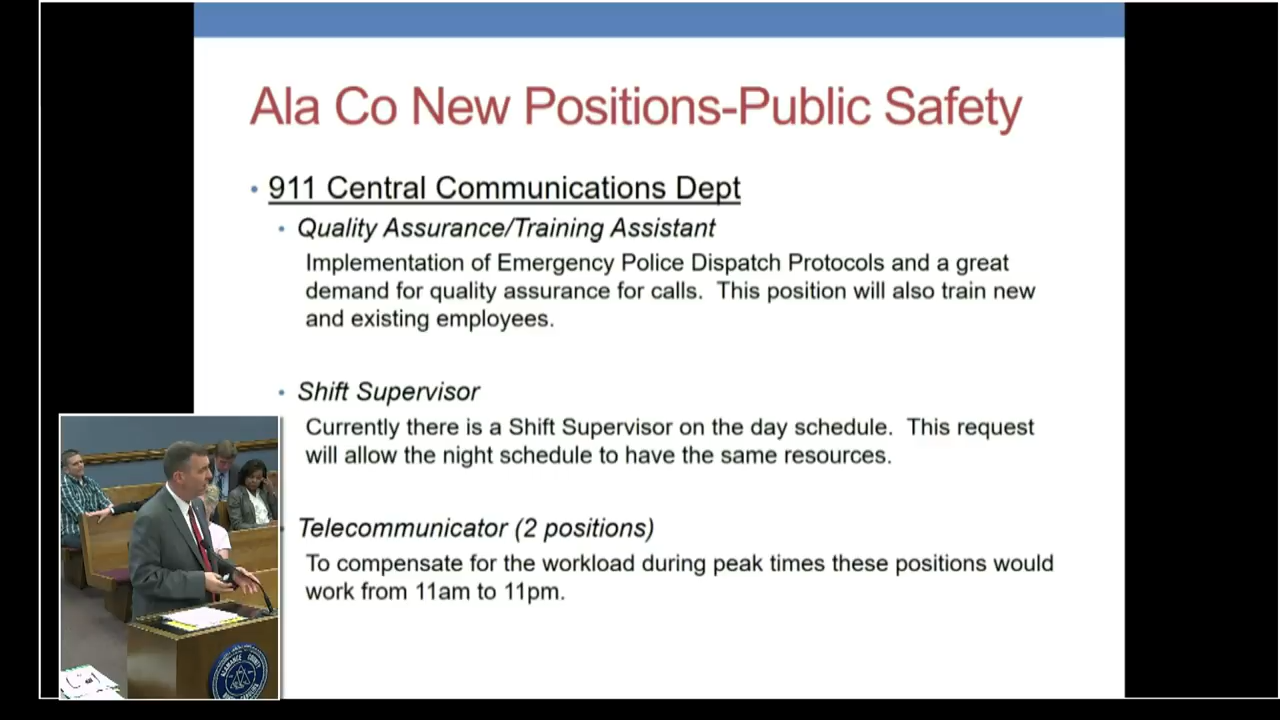 Ala Co New Positions-Public Safety
• 911 Central Communications Dept
• Quality Assurance/Training Assistant
Implementation of Emergency Police Dispatch Protocols and a great
demand for quality assurance for calls. This position will also train new
and existing employees.
• Shift Supervisor
Currently there is a Shift Supervisor on the day schedule. This request
will allow the night schedule to have the same resources.
Telecommunicator (2 positions)
To compensate for the workload during peak times these positions would
work from 11am to 11pm.
ALAMANCE COUNTY